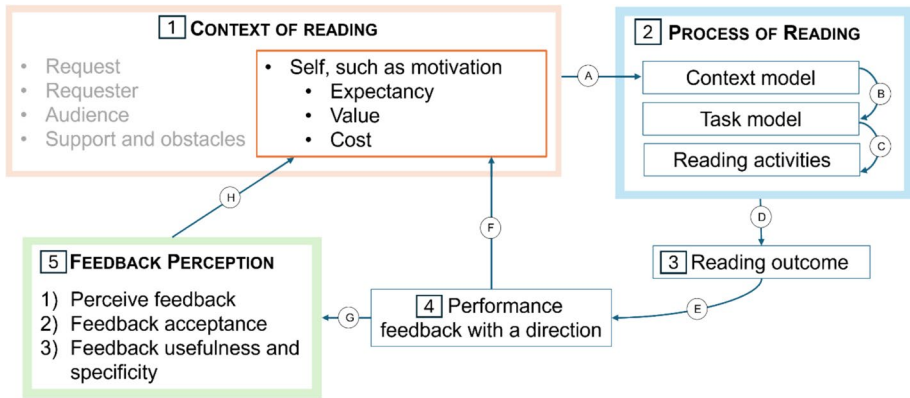 1 CONTEXT OF READING
• Request
• Requester
• Audience
• Support and obstacles
• Self, such as motivation
• Expectancy
• Value
• Cost
A
2 PROCESS OF READING
Context model
B
Task model
C
Reading activities
D
3 Reading outcome
E
4 Performance
feedback with a direction
F
G
H
5 FEEDBACK PERCEPTION
1) Perceive feedback
2) Feedback acceptance
3) Feedback usefulness and
specificity